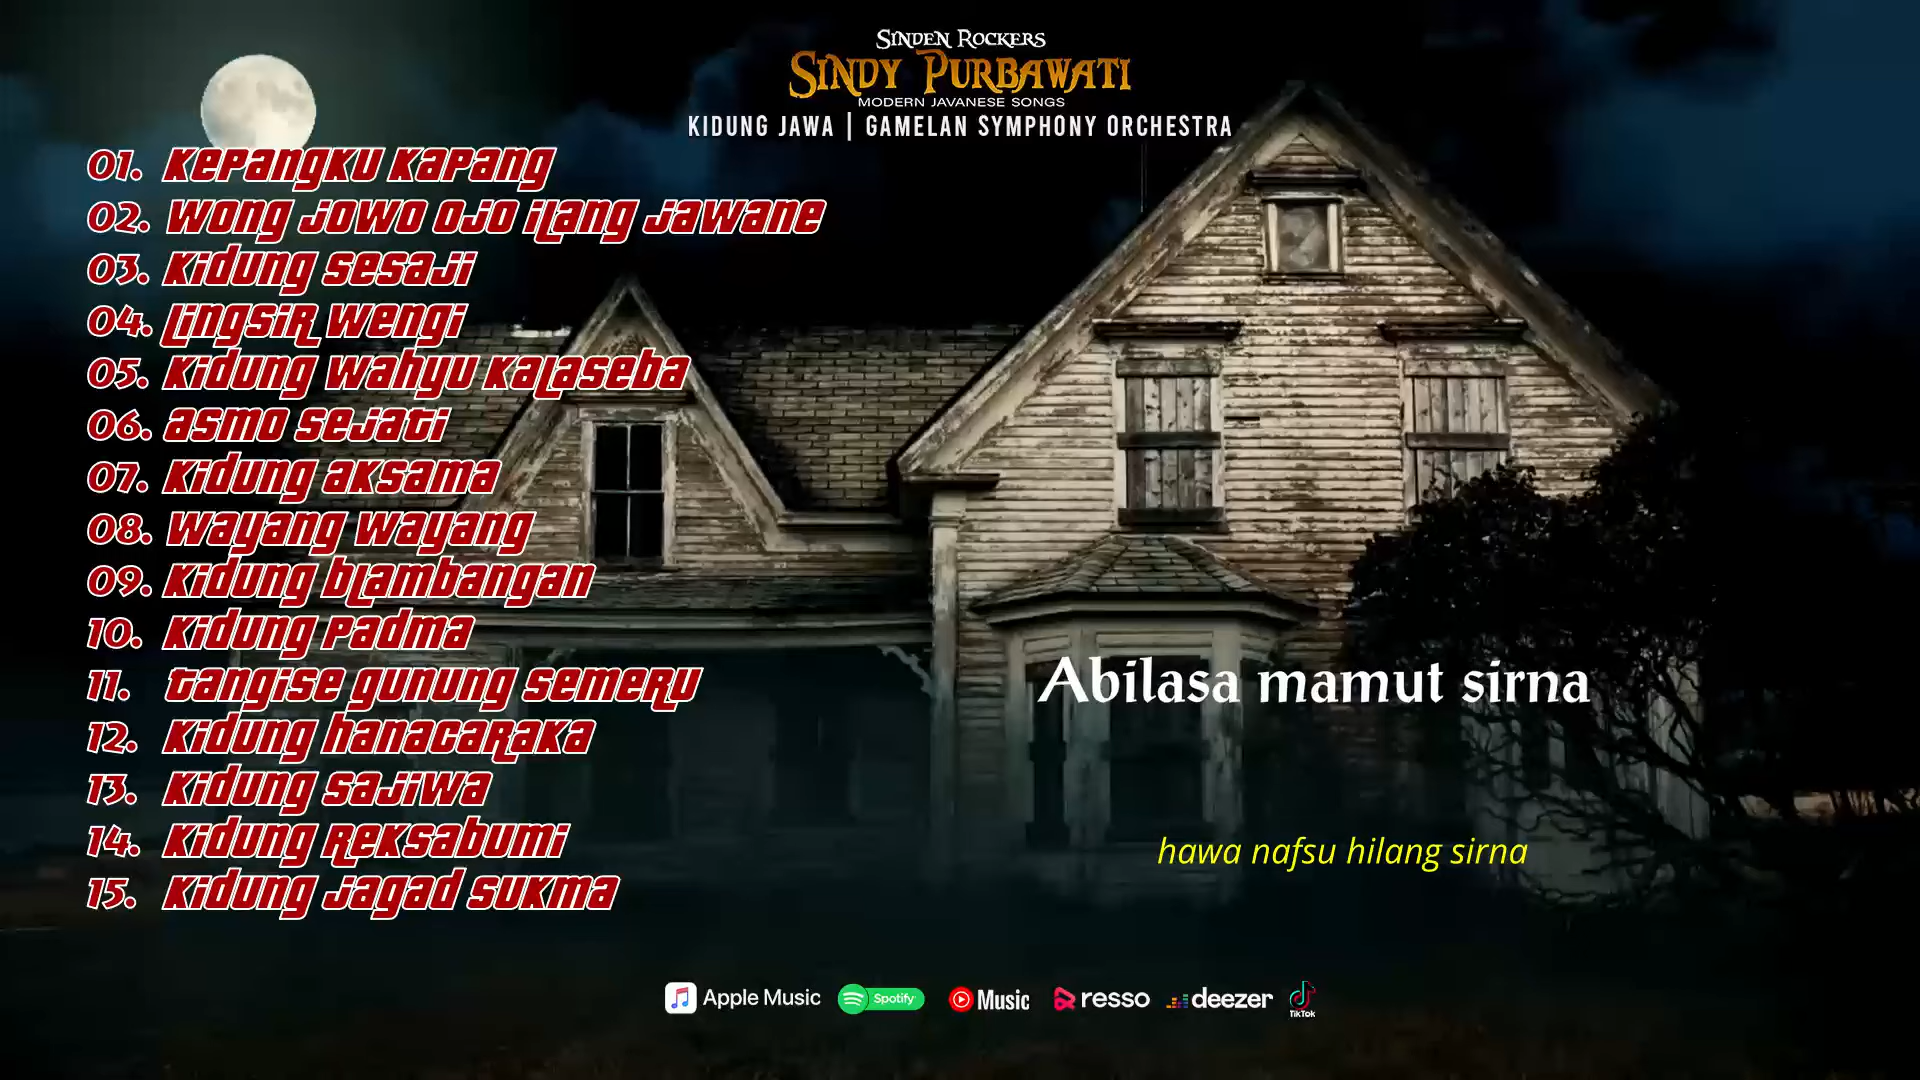 SINDEN ROCKERS
SINDY PURBAWATI
MODERN JAVANESE SONGS
KIDUNG JAWA | GAMELAN SYMPHONY ORCHESTRA
01. Kepangku Kapang
02. Wong Jowo Ojo Ilang Jawane
03. Kidung Sesaji
04. Lingsir Wengi
05. Kidung Wahyu Kalaseba
06. Asmo Sejati
07. Kidung Aksama
08. Wayang Wayang
09. Kidung Blambangan
10. Kidung Padma
11. Tangise Gunung Semeru
12. Kidung Hanacaraka
13. Kidung Sajiwa
14. Kidung Reksabumi
15. Kidung Jagad Sukma
Abilasa mamut sirna
hawa nafsu hilang sirna
Apple Music Spotify Music resso deezer TikTok